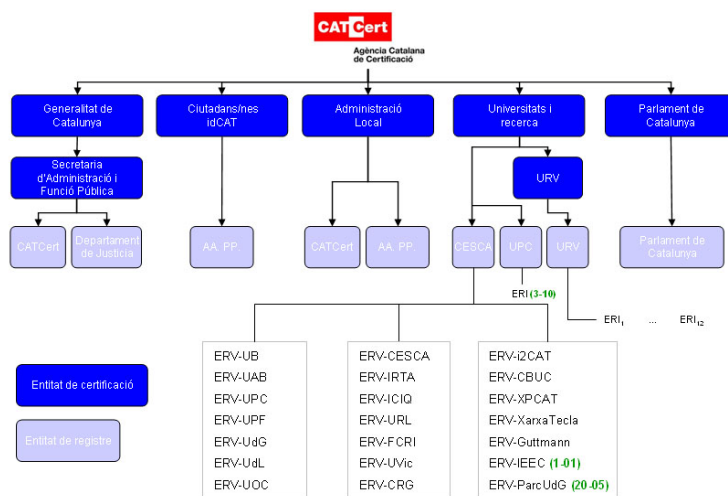 CATCert
Agència Catalana
de Certificació
Generalitat de
Catalunya
Ciutadans/nes
idCAT
Administració
Local
Universitats i
recerca
Parlament de
Catalunya
Secretaria
d'Administració i
Funció Pública
URV
CATCert
Departament
de Justicia
AA. PP.
CATCert
AA. PP.
CESCA
UPC
URV
Parlament de
Catalunya
ERI (3-10)
ERI1 ... ERI12
ERV-UB
ERV-UAB
ERV-UPC
ERV-UPF
ERV-UdG
ERV-UdL
ERV-UOC
ERV-CESCA
ERV-IRTA
ERV-ICIQ
ERV-URL
ERV-FCRI
ERV-UVic
ERV-CRG
ERV-i2CAT
ERV-CBUC
ERV-XPCAT
ERV-XarxaTecla
ERV-Guttmann
ERV-IEEC (1-01)
ERV-ParcUdG (20-05)
Entitat de certificació
Entitat de registre